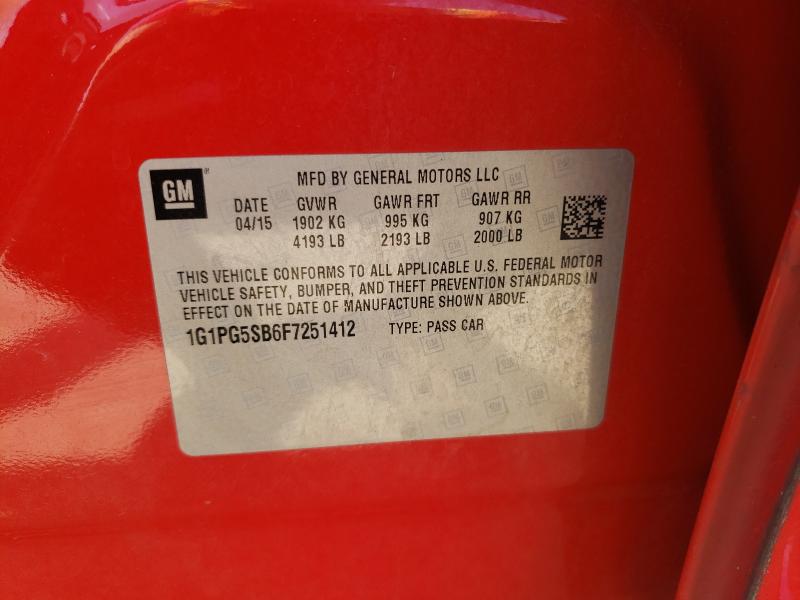 GM
MFD BY GENERAL MOTORS LLC
DATE GVWR GAWR FRT GAWR RR
04/15 1902 KG 995 KG 907 KG
4193 LB 2193 LB 2000 LB
THIS VEHICLE CONFORMS TO ALL APPLICABLE U.S. FEDERAL MOTOR
VEHICLE SAFETY, BUMPER, AND THEFT PREVENTION STANDARDS IN
EFFECT ON THE DATE OF MANUFACTURE SHOWN ABOVE.
1G1PG5SB6F7251412 TYPE: PASS CAR